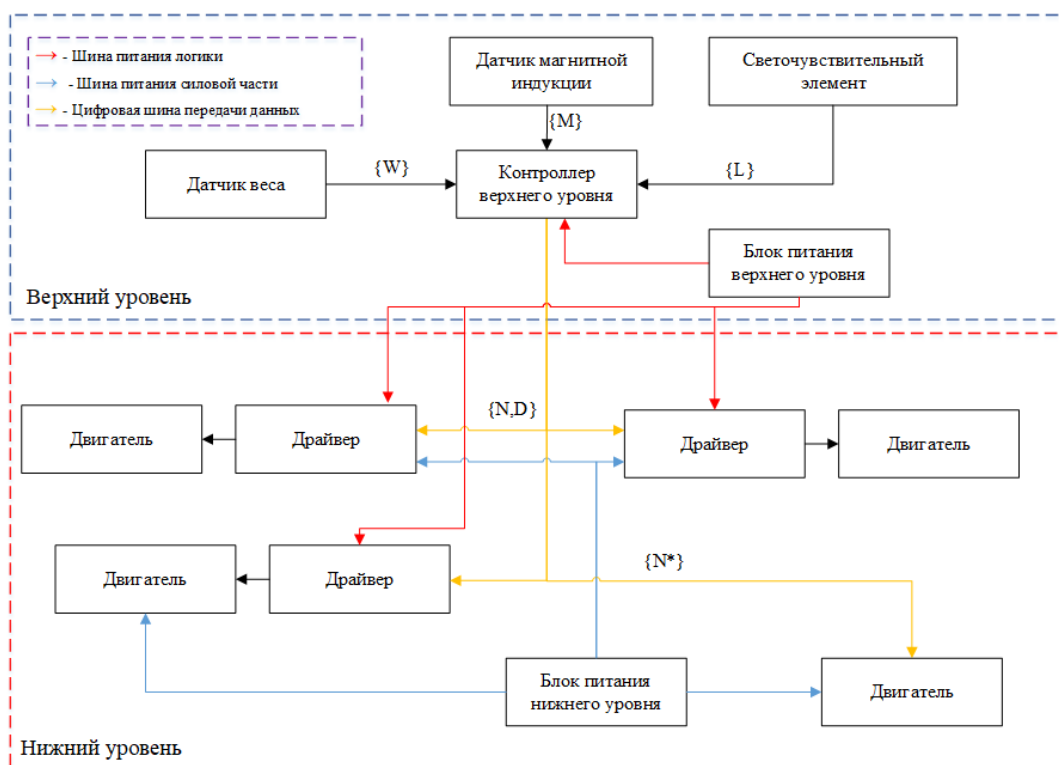 - Шина питания логики
- Шина питания силовой части
- Цифровая шина передачи данных
Датчик магнитной
индукции
Светочувствительный
элемент
{M}
{W}
{L}
Датчик веса
Контроллер
верхнего уровня
Блок питания
верхнего уровня
Верхний уровень
{N,D}
Двигатель
Драйвер
Драйвер
Двигатель
{N*}
Двигатель
Драйвер
Блок питания
нижнего уровня
Двигатель
Нижний уровень